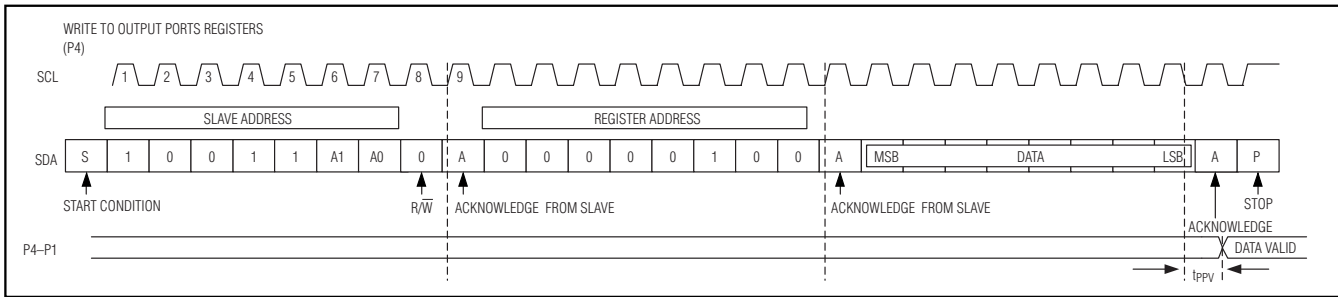 WRITE TO OUTPUT PORTS REGISTERS
(P4)
SCL 1 2 3 4 5 6 7 8 9
SLAVE ADDRESS REGISTER ADDRESS
SDA S 1 0 0 1 1 A1 A0 0 A 0 0 0 0 0 1 0 0 A MSB DATA LSB A P
START CONDITION R/W̅ ACKNOWLEDGE FROM SLAVE ACKNOWLEDGE FROM SLAVE STOP
ACKNOWLEDGE
P4–P1 DATA VALID
tPPV